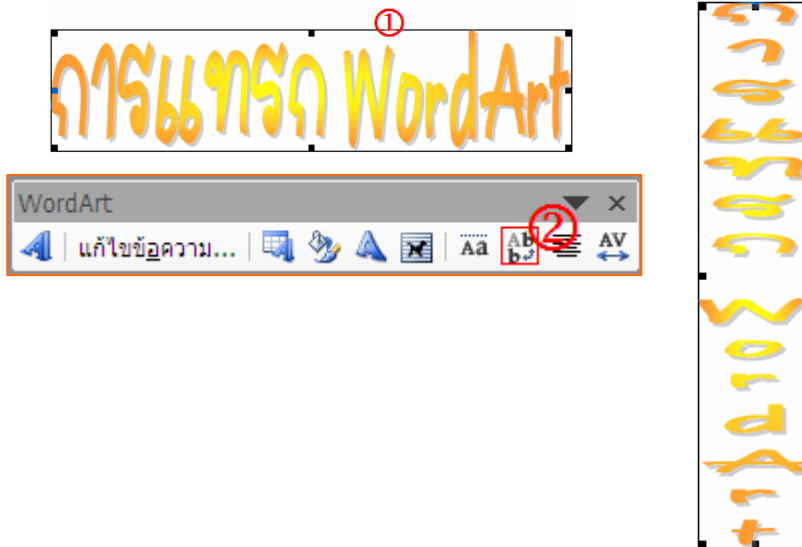 ①
การแทรก WordArt
WordArt
แก้ไขข้อความ...
Aa
Ab
b
②
AV
ก
า
ร
แ
ท
ร
ก
W
o
r
d
A
r
t